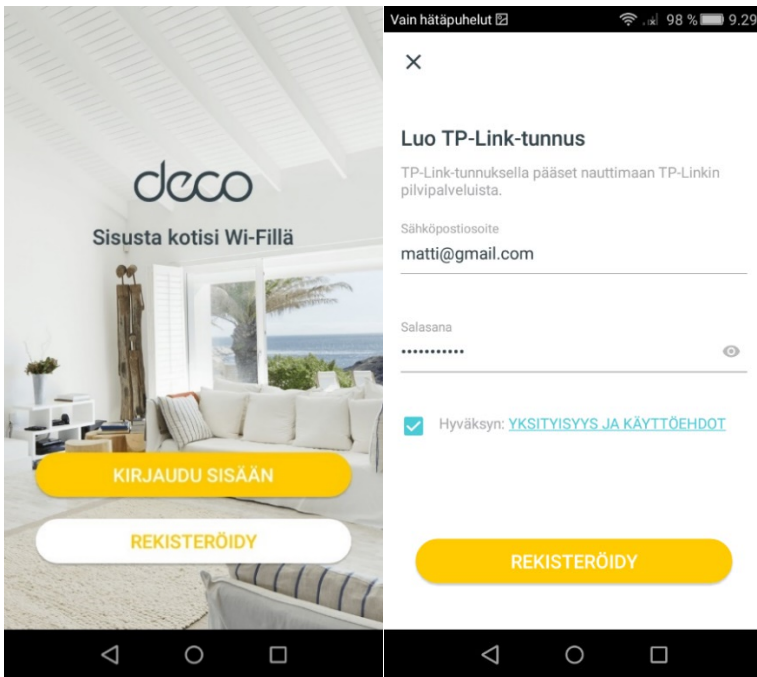 deco
Sisusta kotisi Wi-Fillä
KIRJAUDU SISÄÄN
REKISTERÖIDY
Vain hätäpuhelut 98 % 9.29
Luo TP-Link-tunnus
TP-Link-tunnuksella pääset nauttimaan TP-Linkin
pilvipalveluista.
Sähköpostiosoite
matti@gmail.com
Salasana
•••••••••••
Hyväksyn: YKSITYISYYS JA KÄYTTÖEHDOT
REKISTERÖIDY